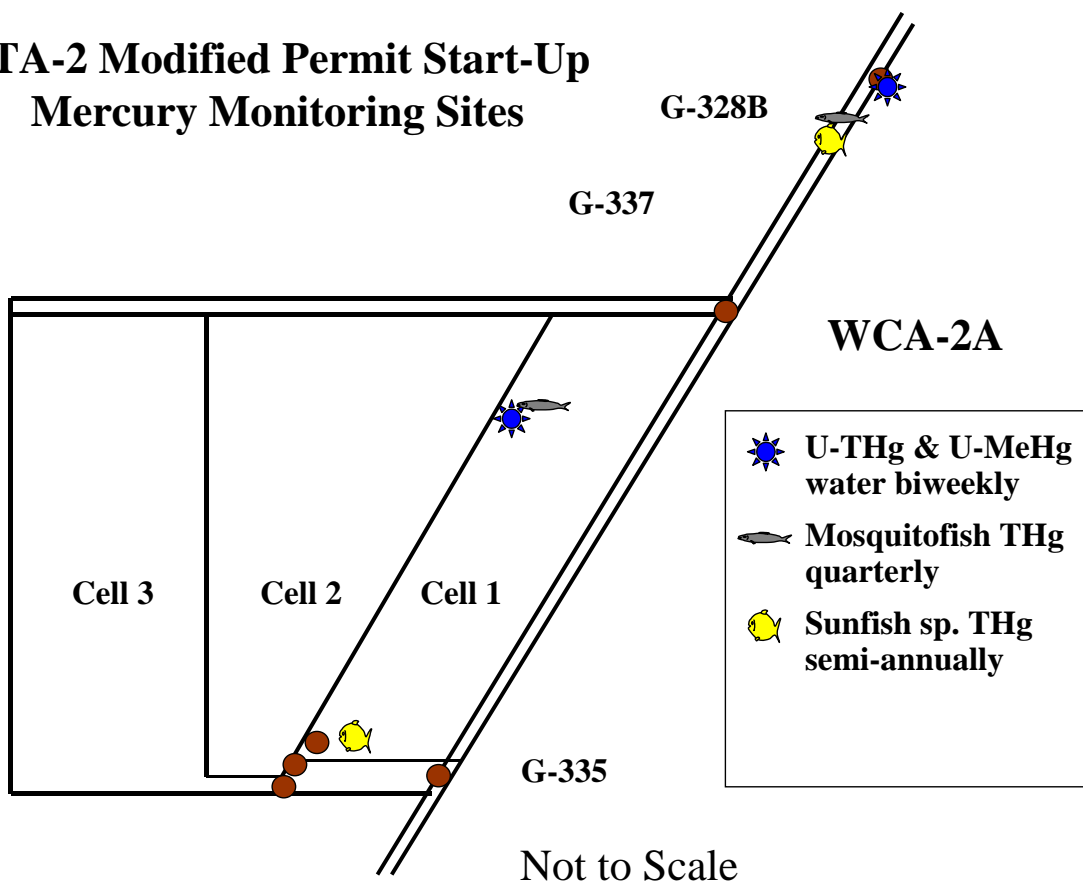 TA-2 Modified Permit Start-Up
Mercury Monitoring Sites
G-328B
G-337
WCA-2A
U-THg & U-MeHg
water biweekly
Mosquitofish THg
quarterly
Sunfish sp. THg
semi-annually
Cell 3
Cell 2
Cell 1
G-335
Not to Scale